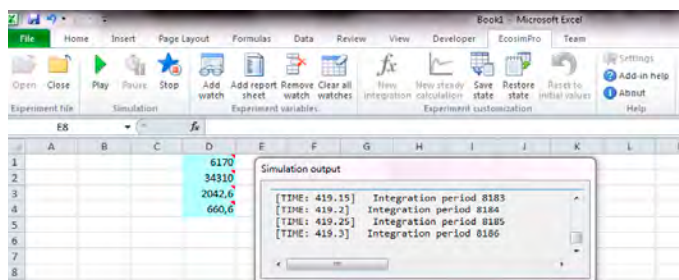 Book1 - Microsoft Excel
File Home Insert Page Layout Formulas Data Review View Developer EcosimPro Team
Open Close Play Pause Stop Add watch Add report sheet Remove watch Clear all watches New integration New steady calculation Save state Restore state Reset to initial values Settings
Add-in help
About
Experiment file Simulation Experiment variables Experiment customization Help
E8 fx
A B C D E F G H I J K L
1 6170
2 34310
3 2042,6
4 660,6
5
6
7
8
Simulation output
[TIME: 419.15] Integration period 8183
[TIME: 419.2] Integration period 8184
[TIME: 419.25] Integration period 8185
[TIME: 419.3] Integration period 8186